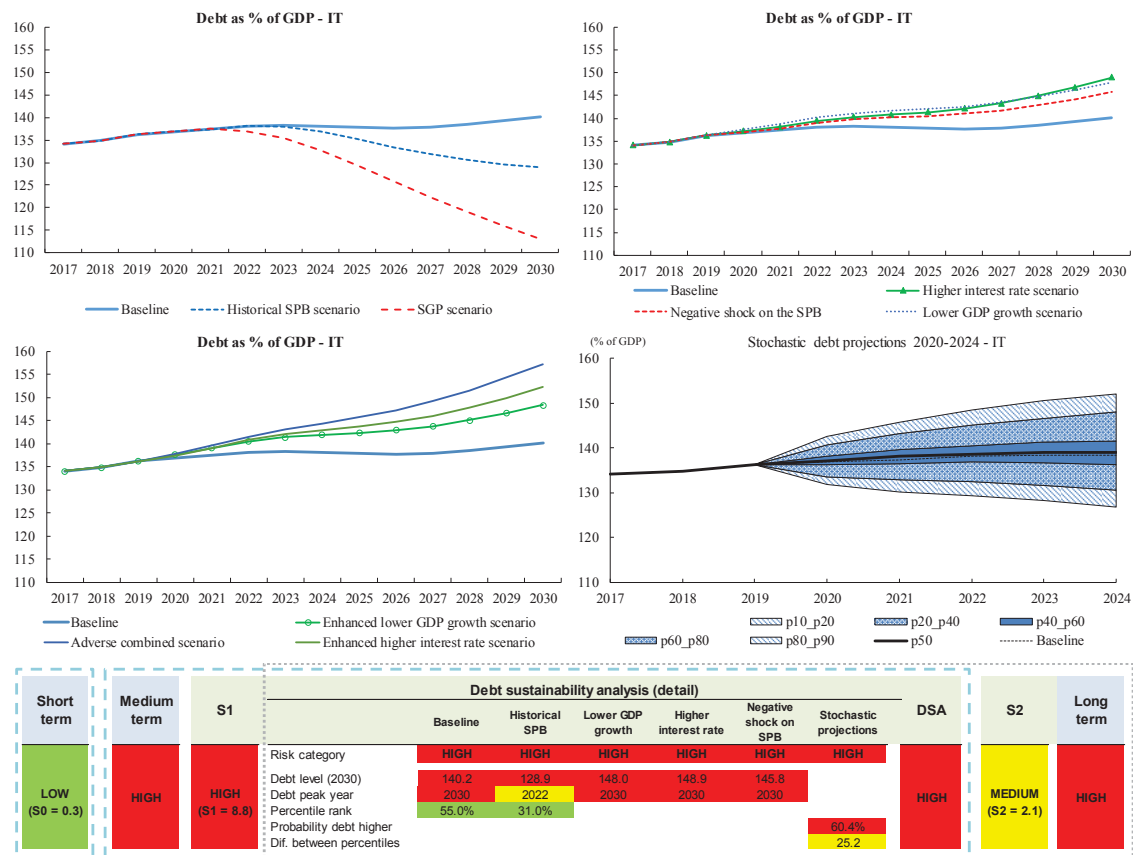 Debt as % of GDP - IT
160
155
150
145
140
135
130
125
120
115
110
2017 2018 2019 2020 2021 2022 2023 2024 2025 2026 2027 2028 2029 2030
Baseline Historical SPB scenario SGP scenario
Debt as % of GDP - IT
160
155
150
145
140
135
130
125
120
115
110
2017 2018 2019 2020 2021 2022 2023 2024 2025 2026 2027 2028 2029 2030
Baseline Higher interest rate scenario
Negative shock on the SPB Lower GDP growth scenario
Debt as % of GDP - IT
160
155
150
145
140
135
130
125
120
115
110
2017 2018 2019 2020 2021 2022 2023 2024 2025 2026 2027 2028 2029 2030
Baseline Enhanced lower GDP growth scenario
Adverse combined scenario Enhanced higher interest rate scenario
(% of GDP) Stochastic debt projections 2020-2024 - IT
160
150
140
130
120
110
2017 2018 2019 2020 2021 2022 2023 2024
p10_p20 p20_p40 p40_p60
p60_p80 p80_p90 p50 Baseline
Short term
LOW
(S0 = 0.3)
Medium term
HIGH
S1
HIGH
(S1 = 8.8)
Debt sustainability analysis (detail)
Baseline Historical SPB Lower GDP growth Higher interest rate Negative shock on SPB Stochastic projections
Risk category HIGH HIGH HIGH HIGH HIGH HIGH
Debt level (2030) 140.2 128.9 148.0 148.9 145.8
Debt peak year 2030 2022 2030 2030 2030
Percentile rank 55.0% 31.0%
Probability debt higher 60.4%
Dif. between percentiles 25.2
DSA
HIGH
S2
MEDIUM
(S2 = 2.1)
Long term
HIGH